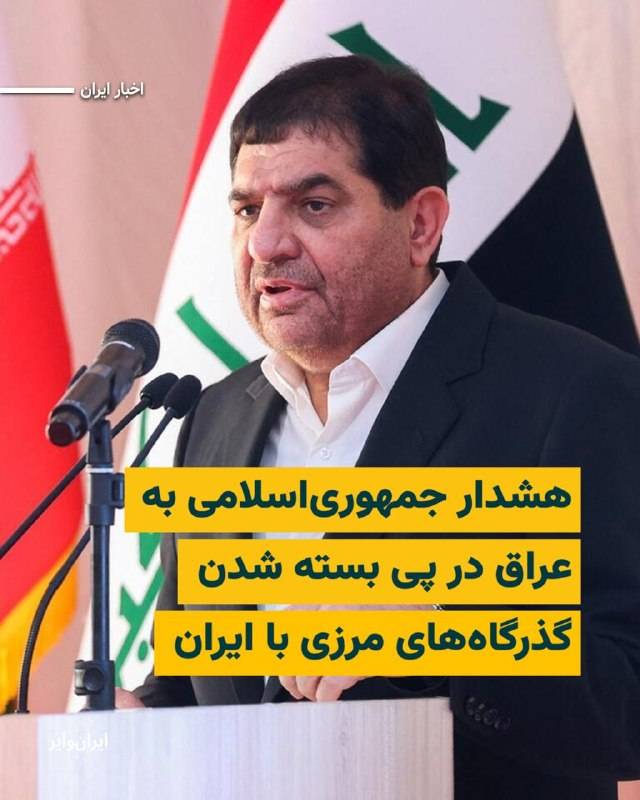 اخبار ایران
هشدار جمهوری‌اسلامی به
عراق در پی بسته شدن
گذرگاه‌های مرزی با ایران
ایران‌وایر